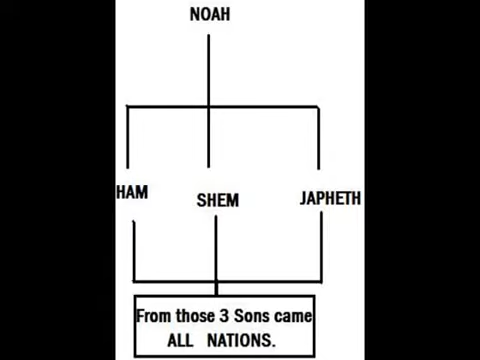 NOAH
HAM
SHEM
JAPHETH
From those 3 Sons came
ALL NATIONS.